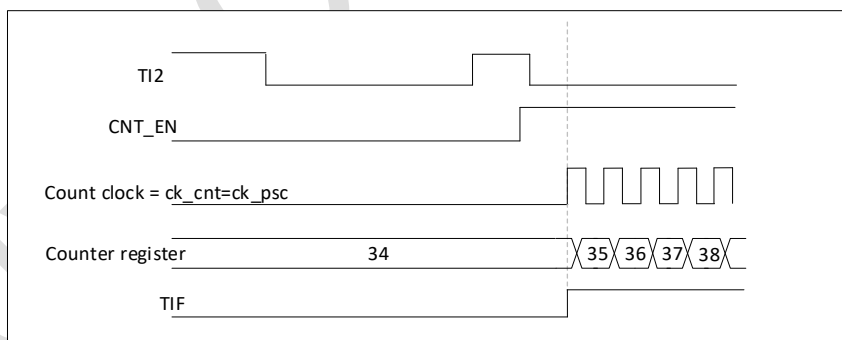 TI2
CNT_EN
Count clock = ck_cnt=ck_psc
Counter register 34 35 36 37 38
TIF